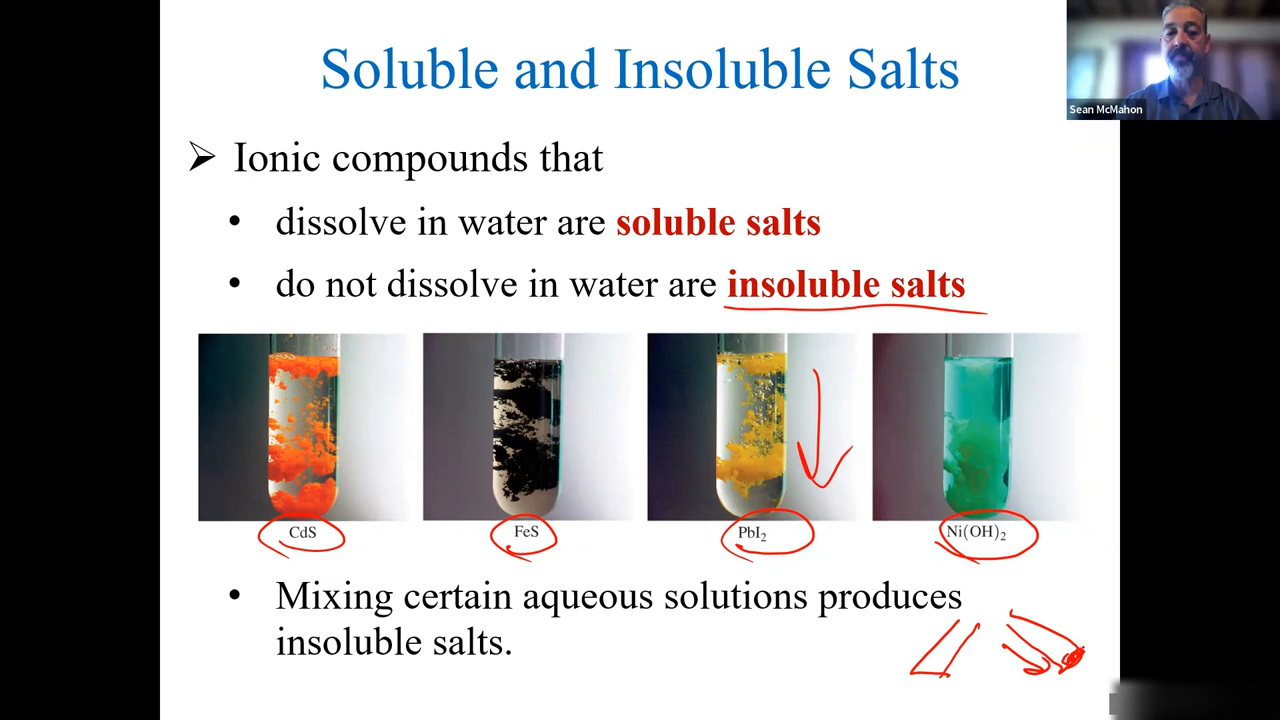 Soluble and Insoluble Salts
Sean McMahon
➢ Ionic compounds that
• dissolve in water are soluble salts
• do not dissolve in water are insoluble salts
CdS
FeS
PbI₂
Ni(OH)₂
• Mixing certain aqueous solutions produces
insoluble salts.